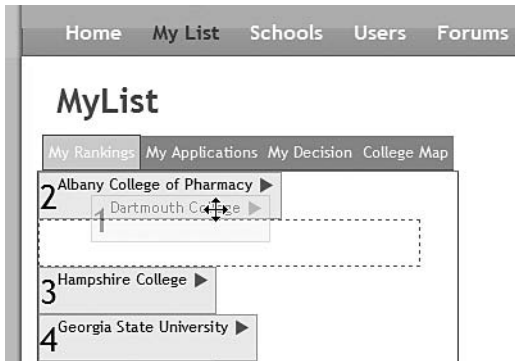 Home My List Schools Users Forums
MyList
My Rankings My Applications My Decision College Map
2 Albany College of Pharmacy
1 Dartmouth College
3 Hampshire College
4 Georgia State University